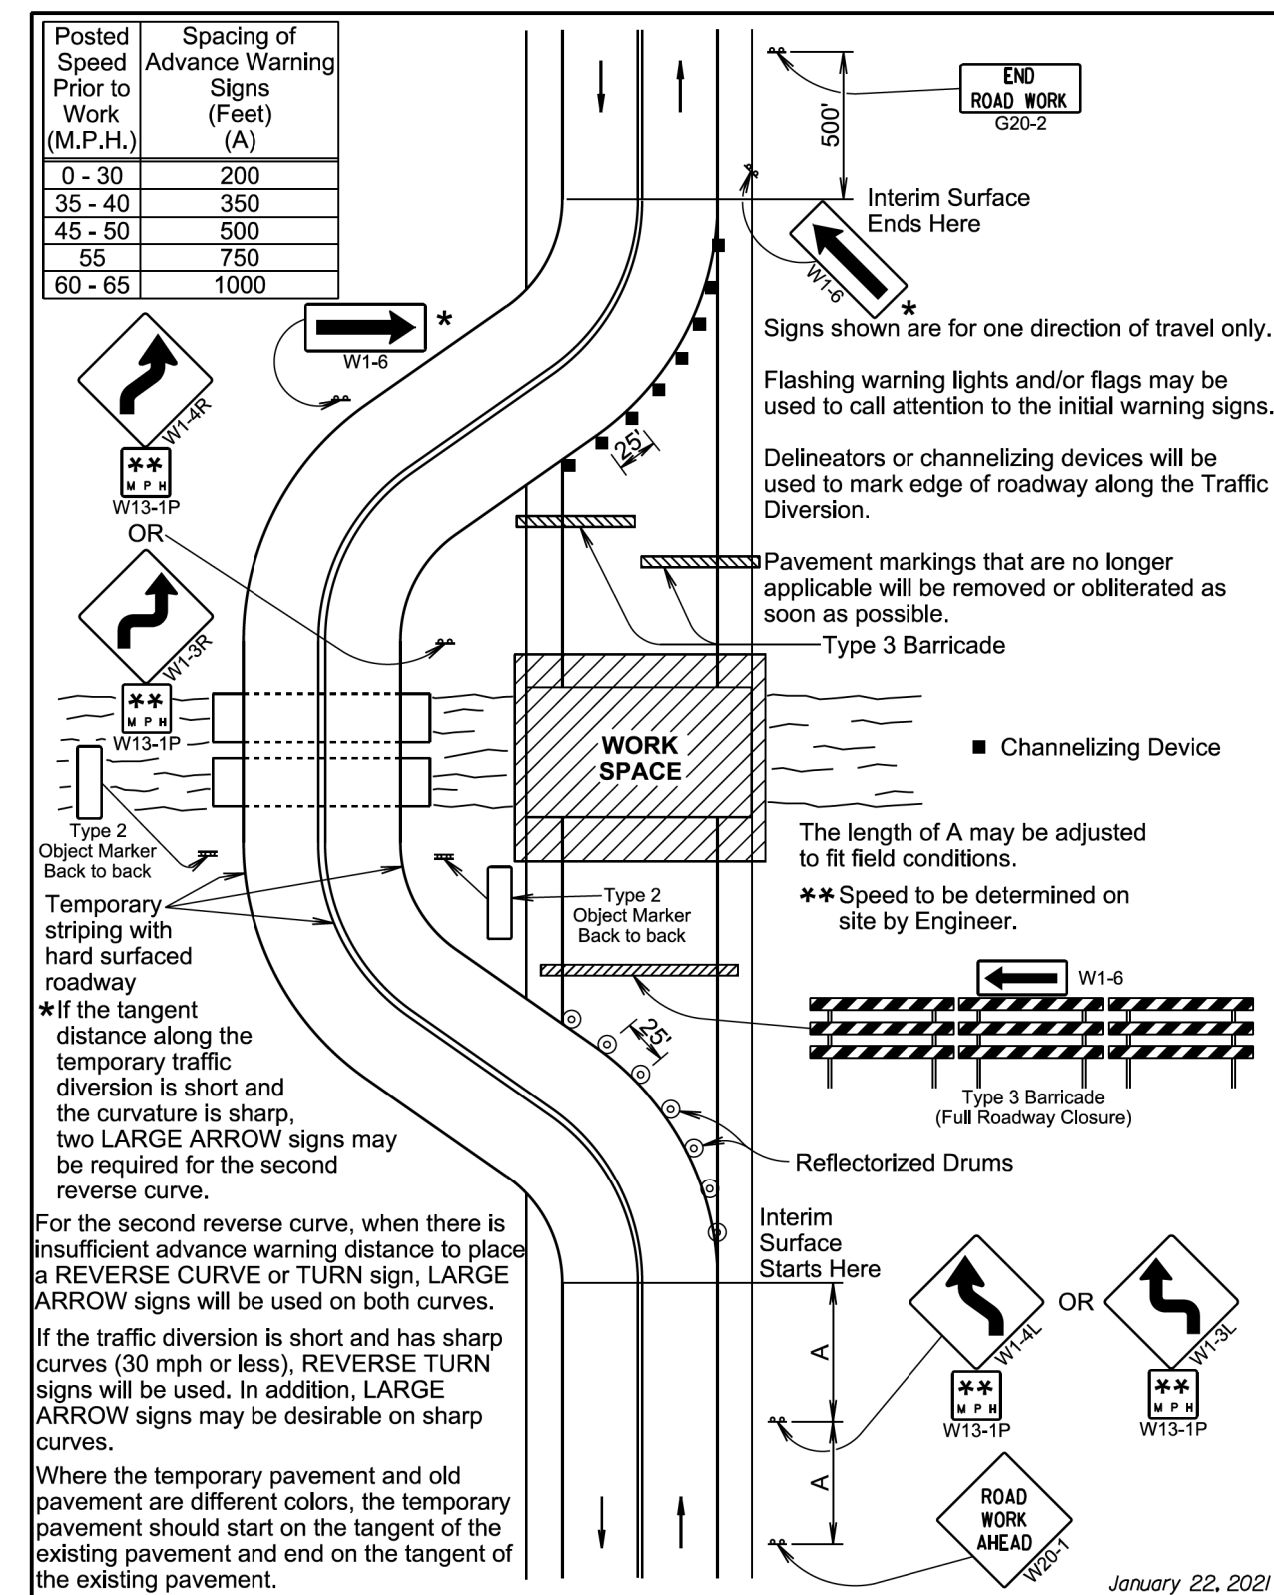 Posted
Speed
Prior to
Work
(M.P.H.)
Spacing of
Advance Warning
Signs
(Feet)
(A)
0 - 30 200
35 - 40 350
45 - 50 500
55 750
60 - 65 1000
END
ROAD WORK
G20-2
500'
Interim Surface
Ends Here
W1-6
*
W1-6
*
Signs shown are for one direction of travel only.
Flashing warning lights and/or flags may be
used to call attention to the initial warning signs.
Delineators or channelizing devices will be
used to mark edge of roadway along the Traffic
Diversion.
Pavement markings that are no longer
applicable will be removed or obliterated as
soon as possible.
Type 3 Barricade
25'
W1-4R
**
M P H
W13-1P
OR
W1-3R
**
M P H
W13-1P
WORK
SPACE
■ Channelizing Device
Type 2
Object Marker
Back to back
The length of A may be adjusted
to fit field conditions.
** Speed to be determined on
site by Engineer.
Type 2
Object Marker
Back to back
Temporary
striping with
hard surfaced
roadway
W1-6
Type 3 Barricade
(Full Roadway Closure)
25'
* If the tangent
distance along the
temporary traffic
diversion is short and
the curvature is sharp,
two LARGE ARROW signs may
be required for the second
reverse curve.
Reflectorized Drums
For the second reverse curve, when there is
insufficient advance warning distance to place
a REVERSE CURVE or TURN sign, LARGE
ARROW signs will be used on both curves.
Interim
Surface
Starts Here
If the traffic diversion is short and has sharp
curves (30 mph or less), REVERSE TURN
signs will be used. In addition, LARGE
ARROW signs may be desirable on sharp
curves.
A
A
W1-4L
**
M P H
W13-1P
OR
W1-3L
**
M P H
W13-1P
Where the temporary pavement and old
pavement are different colors, the temporary
pavement should start on the tangent of the
existing pavement and end on the tangent of
the existing pavement.
ROAD
WORK
AHEAD
W20-1
January 22, 2021